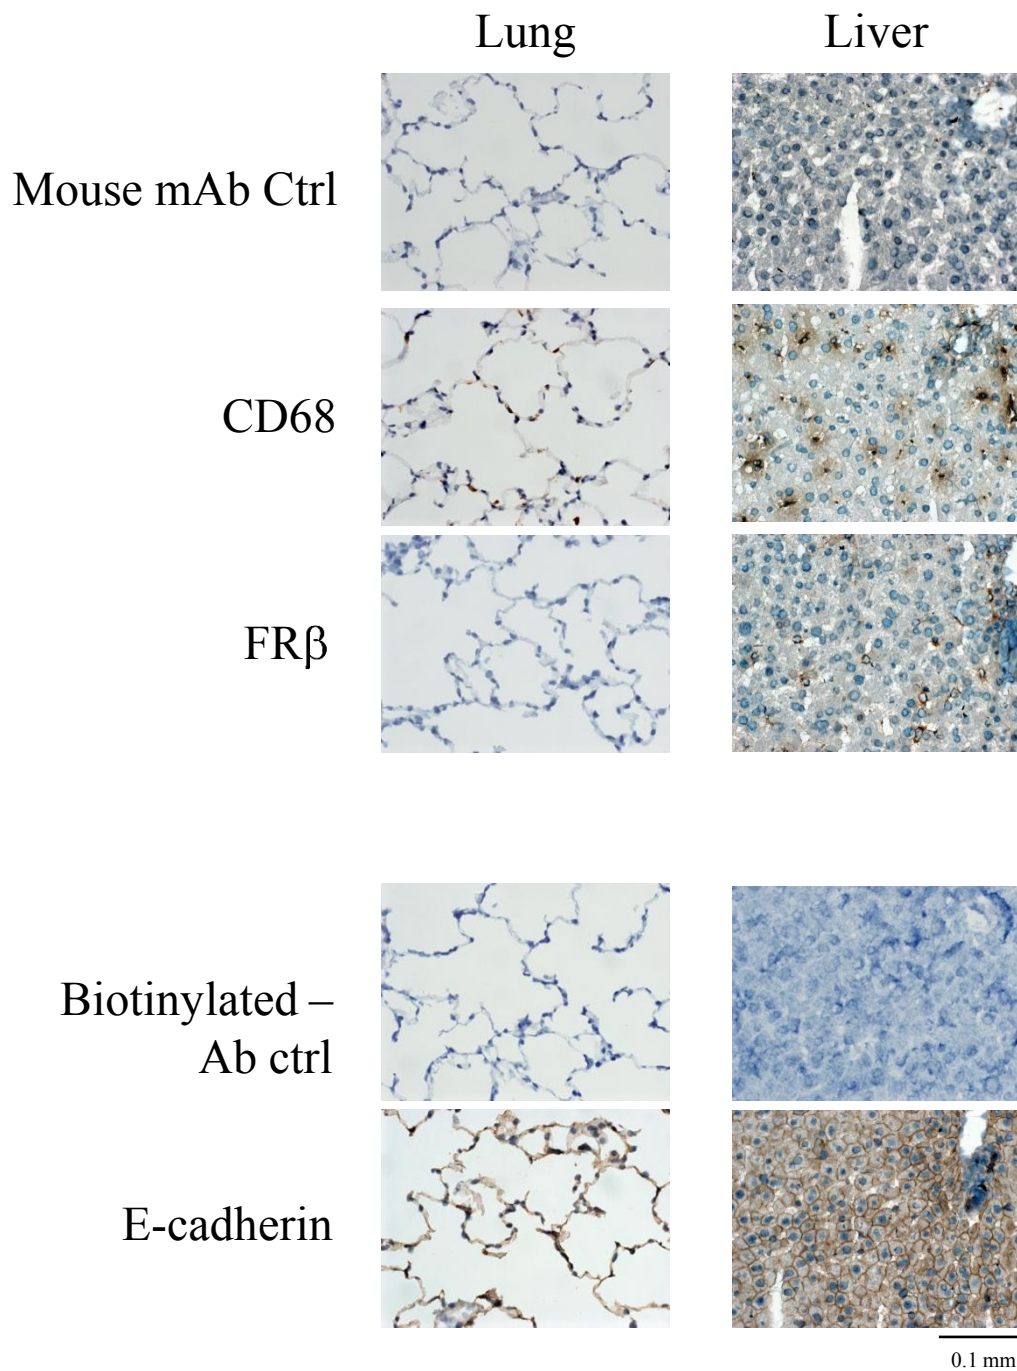 Lung Liver
Mouse mAb Ctrl
CD68
FRβ
Biotinylated –
Ab ctrl
E-cadherin
0.1 mm